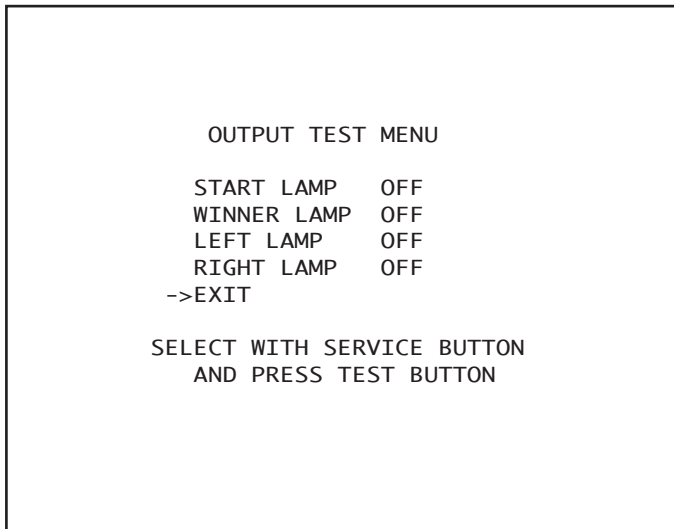 OUTPUT TEST MENU
START LAMP OFF
WINNER LAMP OFF
LEFT LAMP OFF
RIGHT LAMP OFF
->EXIT
SELECT WITH SERVICE BUTTON
AND PRESS TEST BUTTON